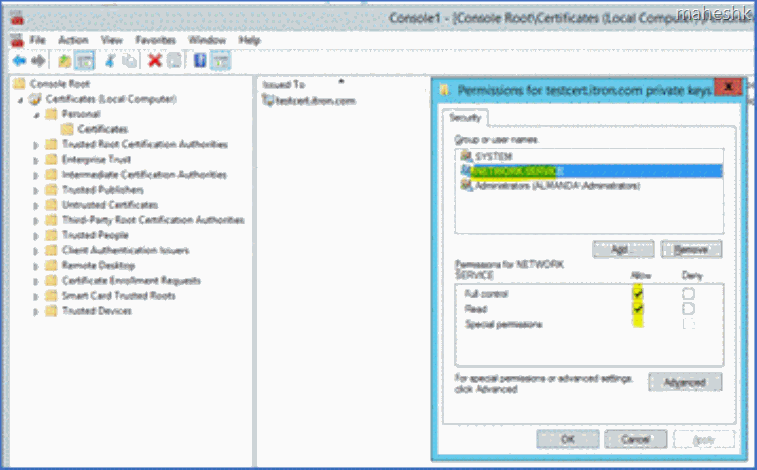 maheshk
Console1 - [Console Root\Certificates (Local Computer)\
File Action View Favorites Window Help
Console Root
Certificates (Local Computer)
Personal
Certificates
Trusted Root Certification Authorities
Enterprise Trust
Intermediate Certification Authorities
Trusted Publishers
Untrusted Certificates
Third-Party Root Certification Authorities
Trusted People
Client Authentication Issuers
Remote Desktop
Certificate Enrollment Requests
Smart Card Trusted Roots
Trusted Devices
Issued To
testcert.itron.com
Permissions for testcert.itron.com private keys
Security
Group or user names:
SYSTEM
NETWORK SERVICE
Administrators (ALMANDA\Administrators)
Add...
Remove
Permissions for NETWORK
SERVICE
Allow
Deny
Full control
Read
Special permissions
For special permissions or advanced settings,
click Advanced
Advanced
OK
Cancel
Apply